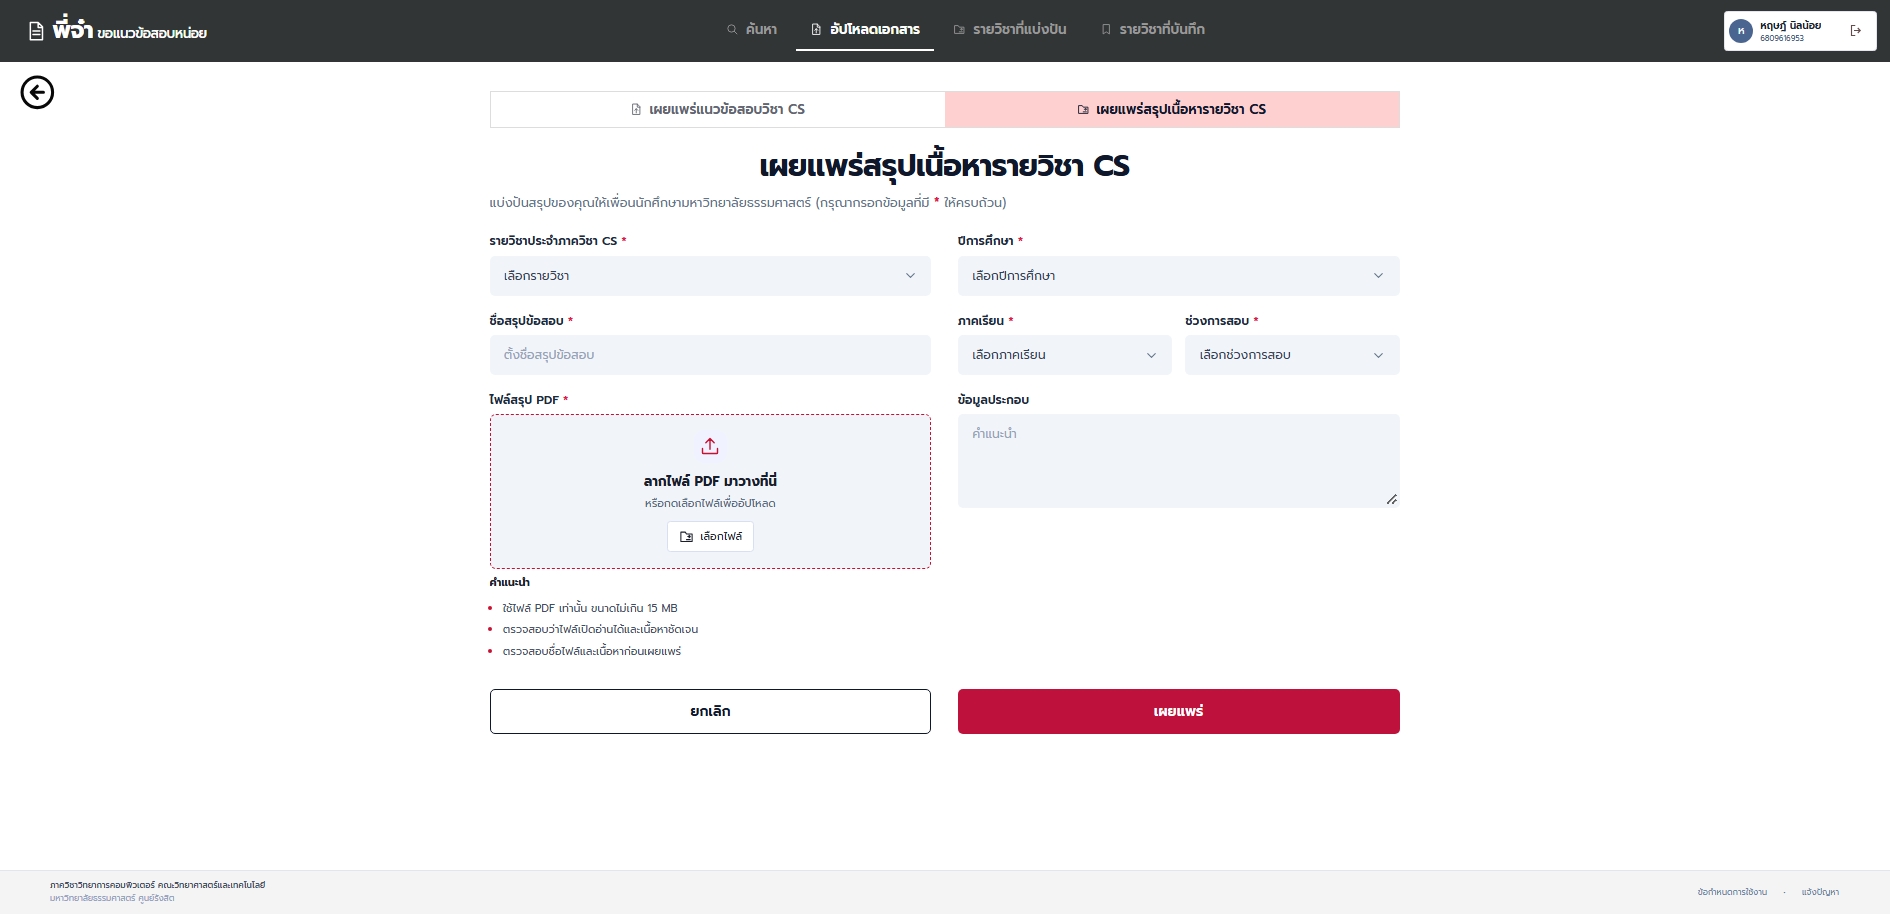 พี่จ๋า ขอแนวข้อสอบหน่อย
ค้นหา
อัปโหลดเอกสาร
รายวิชาที่แบ่งปัน
รายวิชาที่บันทึก
ห
หฤษฎ์ นิลน้อย
6809616953
เผยแพร่แนวข้อสอบวิชา CS
เผยแพร่สรุปเนื้อหารายวิชา CS
เผยแพร่สรุปเนื้อหารายวิชา CS
แบ่งปันสรุปของคุณให้เพื่อนนักศึกษามหาวิทยาลัยธรรมศาสตร์ (กรุณากรอกข้อมูลที่มี * ให้ครบถ้วน)
รายวิชาประจำภาควิชา CS *
ปีการศึกษา *
เลือกรายวิชา
เลือกปีการศึกษา
ชื่อสรุปข้อสอบ *
ภาคเรียน *
ช่วงการสอบ *
ตั้งชื่อสรุปข้อสอบ
เลือกภาคเรียน
เลือกช่วงการสอบ
ไฟล์สรุป PDF *
ข้อมูลประกอบ
คำแนะนำ
ลากไฟล์ PDF มาวางที่นี่
หรือกดเลือกไฟล์เพื่ออัปโหลด
เลือกไฟล์
คำแนะนำ
ใช้ไฟล์ PDF เท่านั้น ขนาดไม่เกิน 15 MB
ตรวจสอบว่าไฟล์เปิดอ่านได้และเนื้อหาชัดเจน
ตรวจสอบชื่อไฟล์และเนื้อหาก่อนเผยแพร่
ยกเลิก
เผยแพร่
ภาควิชาวิทยาการคอมพิวเตอร์ คณะวิทยาศาสตร์และเทคโนโลยี
มหาวิทยาลัยธรรมศาสตร์ ศูนย์รังสิต
ข้อกำหนดการใช้งาน · แจ้งปัญหา